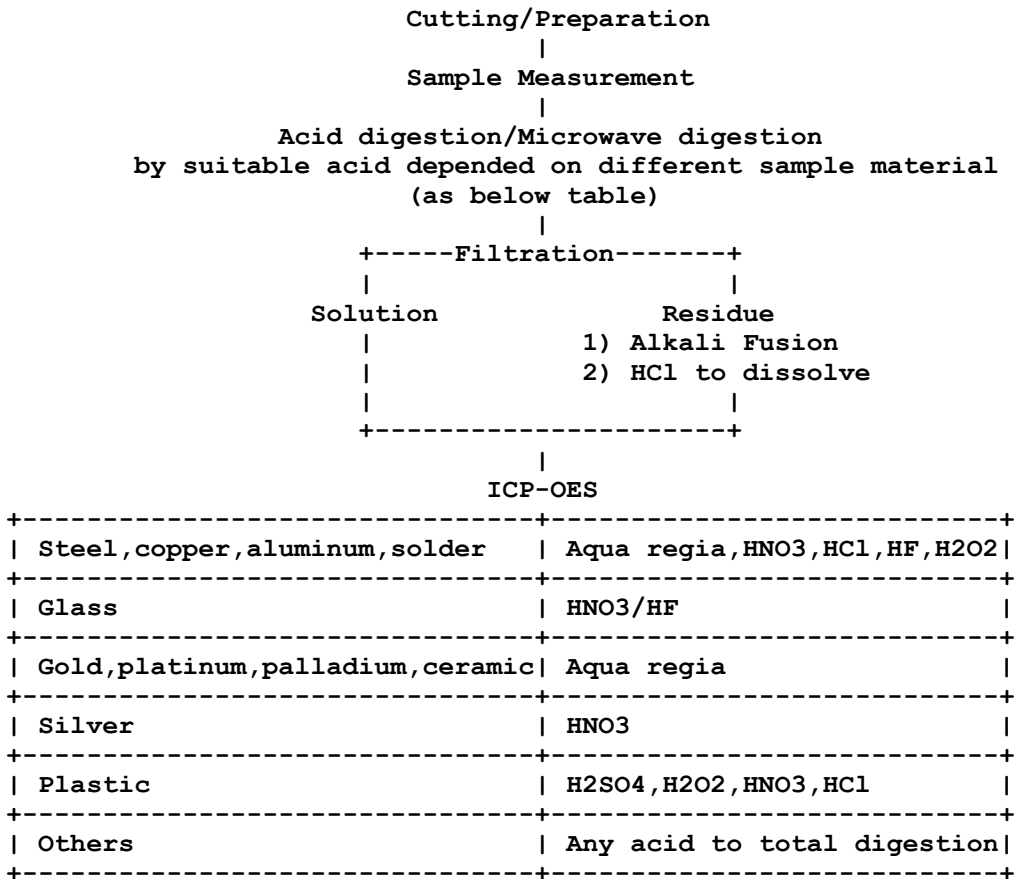 Cutting/Preparation
|
Sample Measurement
|
Acid digestion/Microwave digestion
by suitable acid depended on different sample material
(as below table)
|
+-----Filtration-------+
| |
Solution Residue
| 1) Alkali Fusion
| 2) HCl to dissolve
| |
+----------------------+
|
ICP-OES
+--------------------------------+-----------------------------+
| Steel,copper,aluminum,solder | Aqua regia,HNO3,HCl,HF,H2O2|
+--------------------------------+-----------------------------+
| Glass | HNO3/HF |
+--------------------------------+-----------------------------+
| Gold,platinum,palladium,ceramic| Aqua regia |
+--------------------------------+-----------------------------+
| Silver | HNO3 |
+--------------------------------+-----------------------------+
| Plastic | H2SO4,H2O2,HNO3,HCl |
+--------------------------------+-----------------------------+
| Others | Any acid to total digestion|
+--------------------------------+-----------------------------+